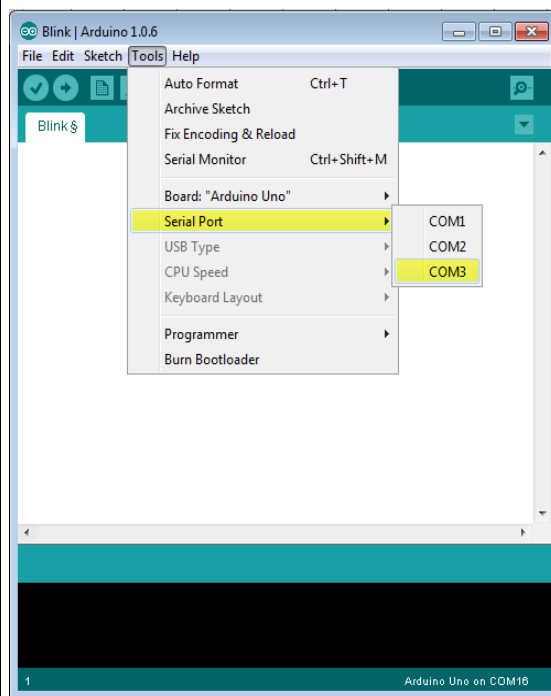 Blink | Arduino 1.0.6
File Edit Sketch Tools Help
Auto Format Ctrl+T
Archive Sketch
Fix Encoding & Reload
Serial Monitor Ctrl+Shift+M
Blink §
Board: "Arduino Uno"
Serial Port
USB Type
CPU Speed
Keyboard Layout
Programmer
Burn Bootloader
COM1
COM2
COM3
1 Arduino Uno on COM16